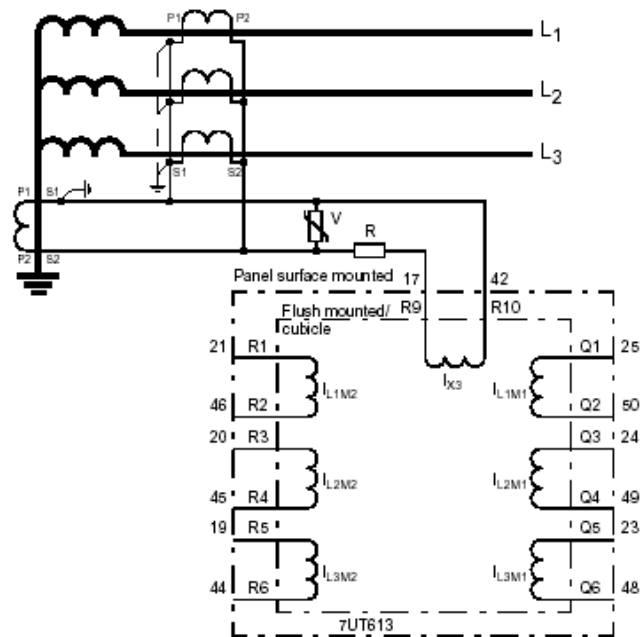 P1 P2
L1
L2
L3
S1 S2
P1 S1
V
R
P2 S2
Panel surface mounted 17 42
Flush mounted/ R9 R10
cubicle
21 R1 Q1 25
IX3
IL1M2 IL1M1
46 R2 Q2 50
20 R3 Q3 24
IL2M2 IL2M1
45 R4 Q4 49
19 R5 Q5 23
IL3M2 IL3M1
44 R6 Q6 48
7UT613